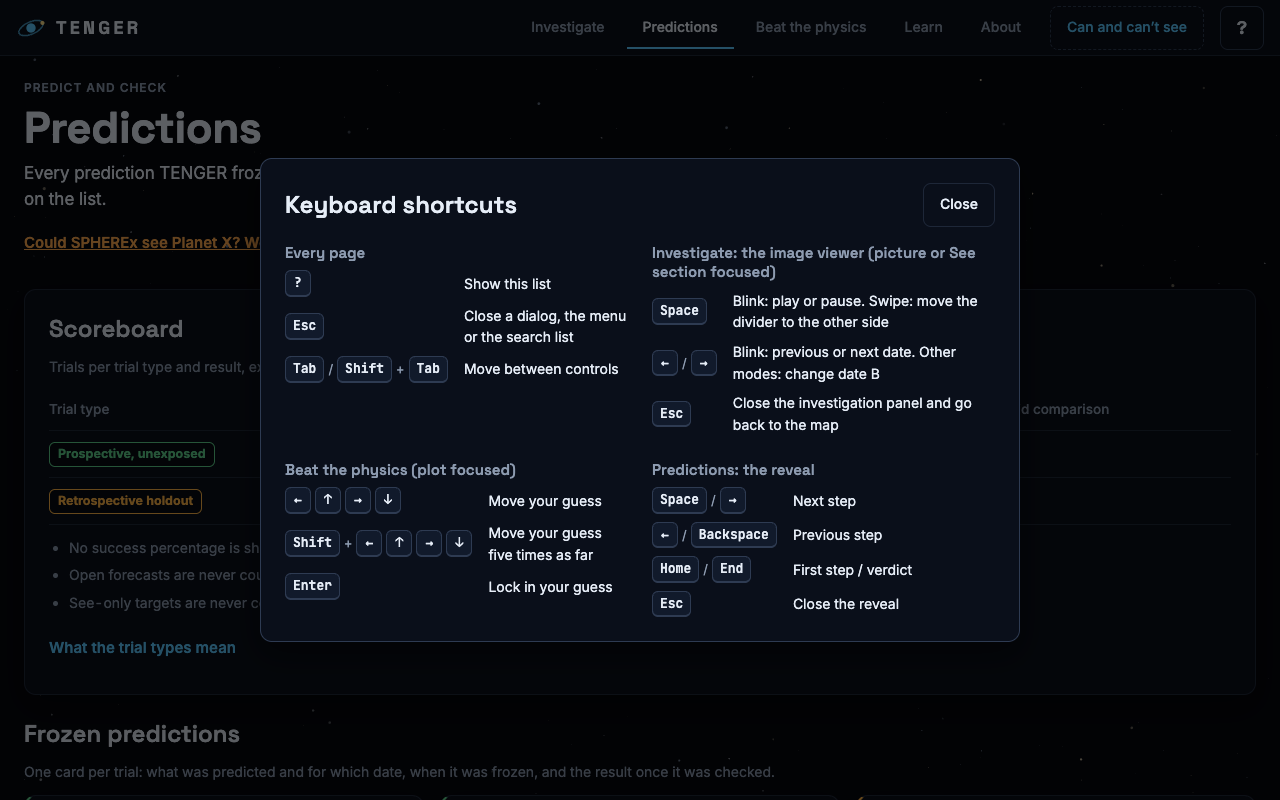 TENGER
Investigate
Predictions
Beat the physics
Learn
About
Can and can't see
?
PREDICT AND CHECK
Predictions
Every prediction TENGER froz
on the list.
Could SPHEREx see Planet X? W
Keyboard shortcuts
Close
Every page
? Show this list
Esc Close a dialog, the menu
or the search list
Tab / Shift + Tab Move between controls
Investigate: the image viewer (picture or See
section focused)
Space Blink: play or pause. Swipe: move the
divider to the other side
← / → Blink: previous or next date. Other
modes: change date B
Esc Close the investigation panel and go
back to the map
Beat the physics (plot focused)
← ↑ → ↓ Move your guess
Shift + ← ↑ → ↓ Move your guess
five times as far
Enter Lock in your guess
Predictions: the reveal
Space / → Next step
← / Backspace Previous step
Home / End First step / verdict
Esc Close the reveal
Scoreboard
Trials per trial type and result, ex
Trial type
d comparison
Prospective, unexposed
Retrospective holdout
• No success percentage is sh
• Open forecasts are never cou
• See-only targets are never c
What the trial types mean
Frozen predictions
One card per trial: what was predicted and for which date, when it was frozen, and the result once it was checked.